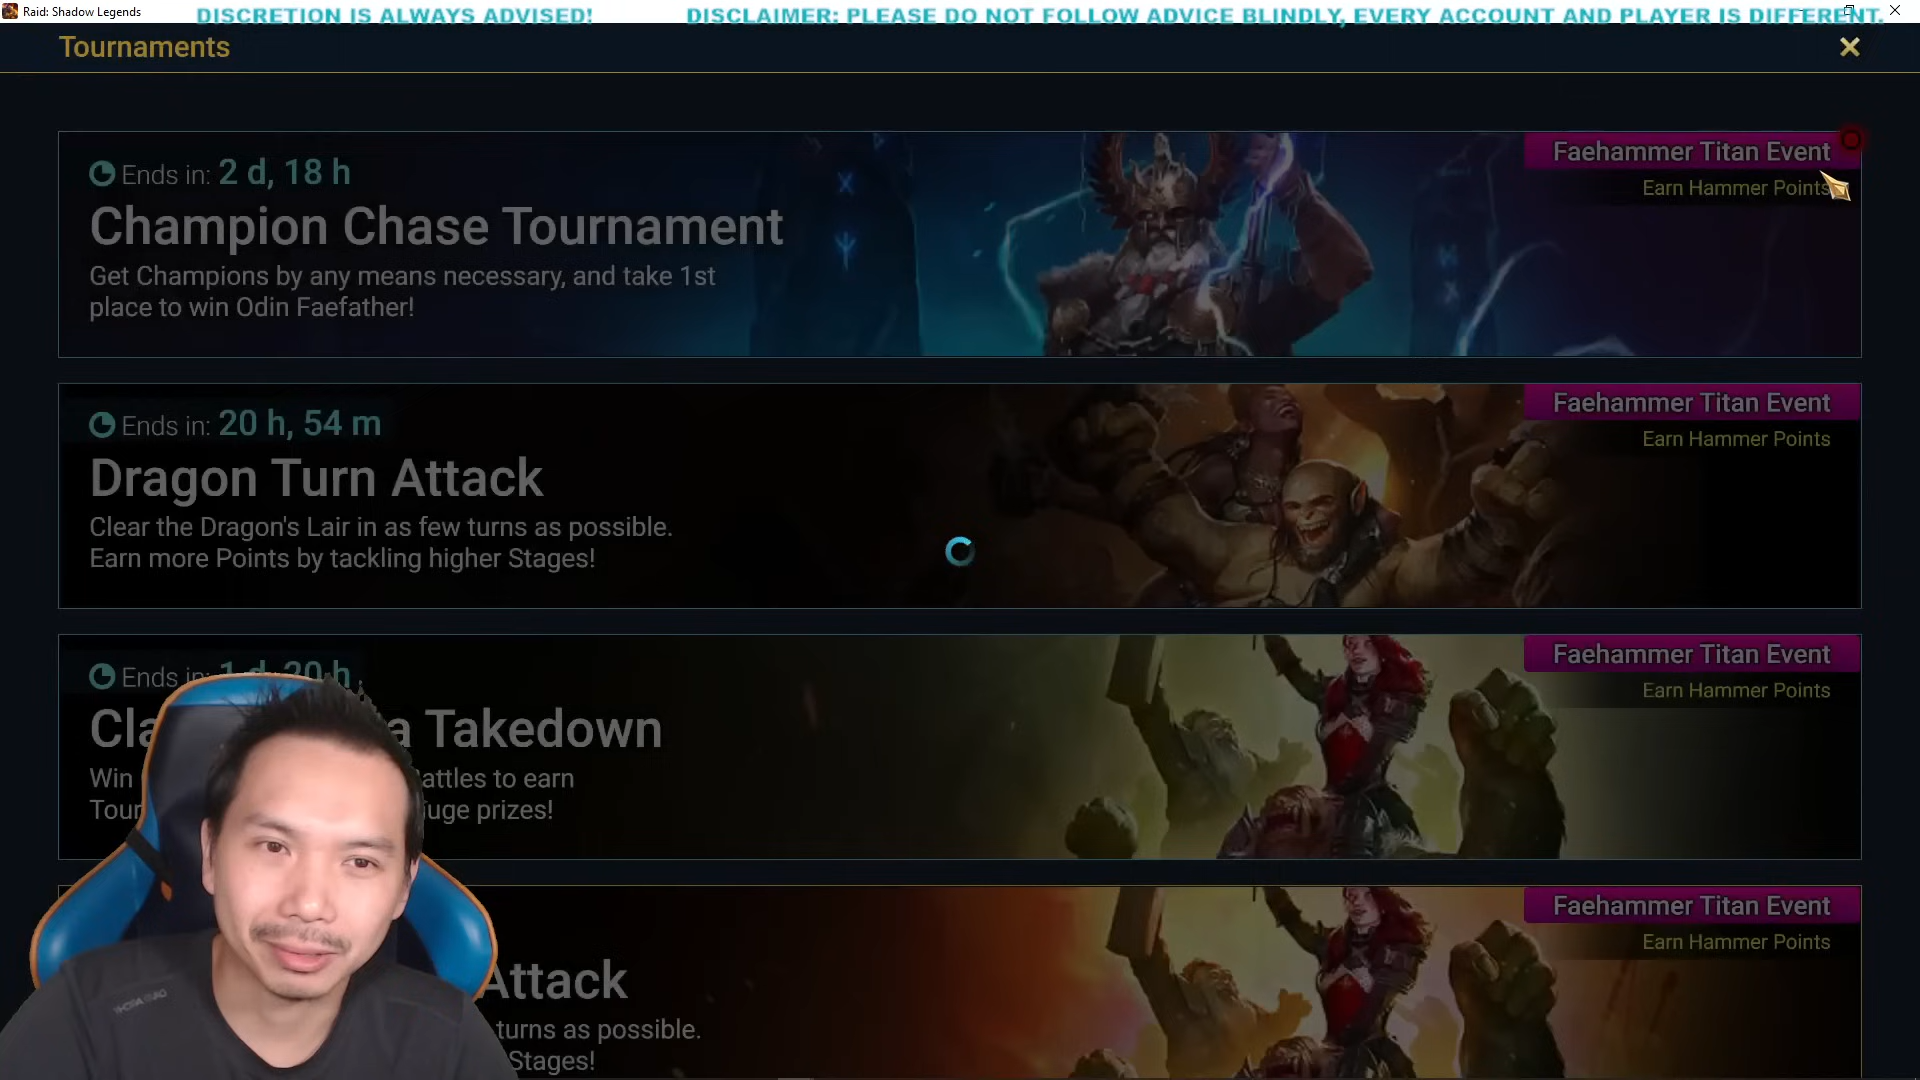 Raid: Shadow Legends
DISCRETION IS ALWAYS ADVISED!
DISCLAIMER: PLEASE DO NOT FOLLOW ADVICE BLINDLY, EVERY ACCOUNT AND PLAYER IS DIFFERENT.
Tournaments
Ends in: 2 d, 18 h
Champion Chase Tournament
Get Champions by any means necessary, and take 1st
place to win Odin Faefather!
Faehammer Titan Event
Earn Hammer Points
Ends in: 20 h, 54 m
Dragon Turn Attack
Clear the Dragon's Lair in as few turns as possible.
Earn more Points by tackling higher Stages!
Faehammer Titan Event
Earn Hammer Points
Ends in: 1 d, 20 h
Takedown
Win
to earn
prizes!
Faehammer Titan Event
Earn Hammer Points
Attack
turns as possible.
Stages!
Faehammer Titan Event
Earn Hammer Points